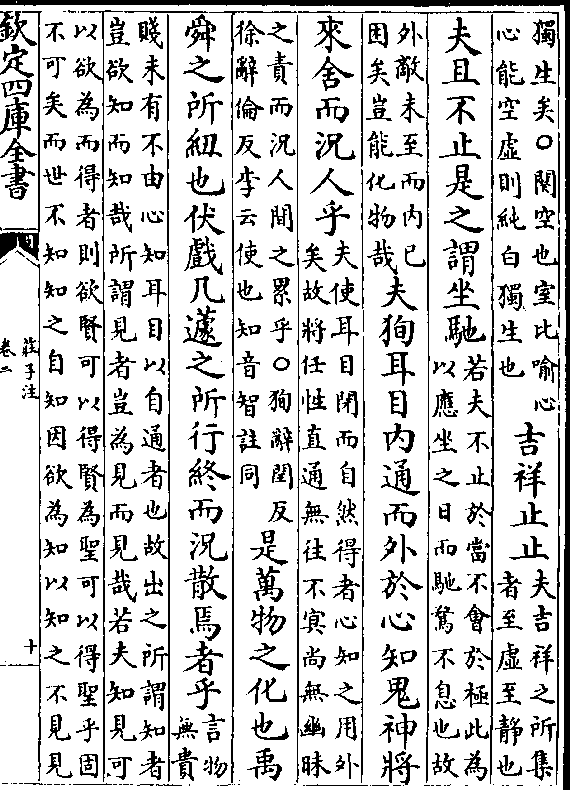 獨生矣○闋空也室比喻心
心能空虛則純白獨生也
吉祥止止
夫吉祥之所集
者至虛至靜也
夫且不止是之謂坐馳
若夫不止於當不會於極此為
以應坐之日而馳騖不息也故
外敵未至而内已
困矣豈能化物哉
夫狥耳目内通而外於心知鬼神將
來舍而況人乎
夫使耳目閉而自然得者心知之用外
矣故將任性直通無往不㝠尚無幽昧
之責而況人間之累乎○狥辭閏反
徐辭倫反李云使也知音智註同
是萬物之化也禹
舜之所紐也伏戲几蘧之所行終而況散焉者乎
言物
無貴
賤未有不由心知耳目以自通者也故出之所謂知者
豈欲知而知哉所謂見者豈為見而見哉若夫知見可
以欲為而得者則欲賢可以得賢為聖可以得聖乎固
不可矣而世不知知之自知因欲為知以知之不見見
欽定四庫全書
莊子注
卷二
十